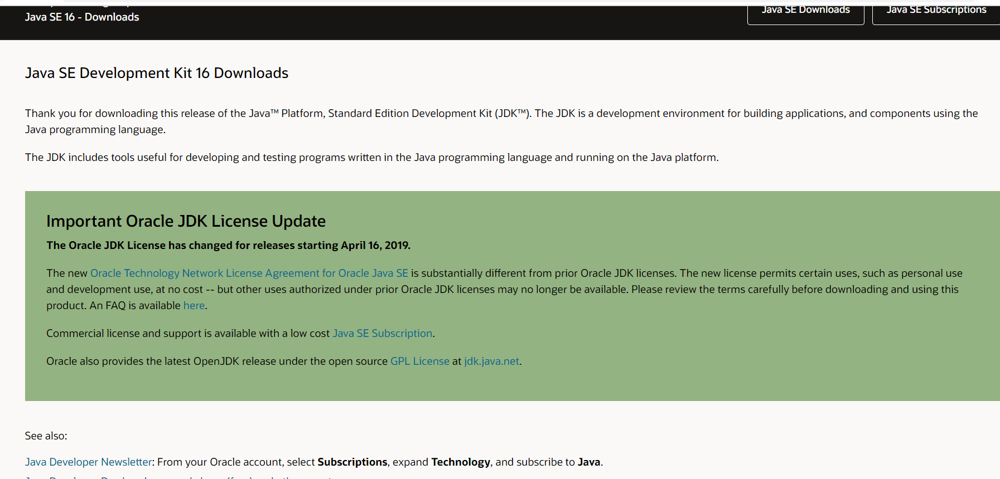 Java SE 16 - Downloads
Java SE Downloads
Java SE Subscriptions
Java SE Development Kit 16 Downloads
Thank you for downloading this release of the Java™ Platform, Standard Edition Development Kit (JDK™). The JDK is a development environment for building applications, and components using the
Java programming language.
The JDK includes tools useful for developing and testing programs written in the Java programming language and running on the Java platform.
Important Oracle JDK License Update
The Oracle JDK License has changed for releases starting April 16, 2019.
The new Oracle Technology Network License Agreement for Oracle Java SE is substantially different from prior Oracle JDK licenses. The new license permits certain uses, such as personal use
and development use, at no cost -- but other uses authorized under prior Oracle JDK licenses may no longer be available. Please review the terms carefully before downloading and using this
product. An FAQ is available here.
Commercial license and support is available with a low cost Java SE Subscription.
Oracle also provides the latest OpenJDK release under the open source GPL License at jdk.java.net.
See also:
Java Developer Newsletter: From your Oracle account, select Subscriptions, expand Technology, and subscribe to Java.